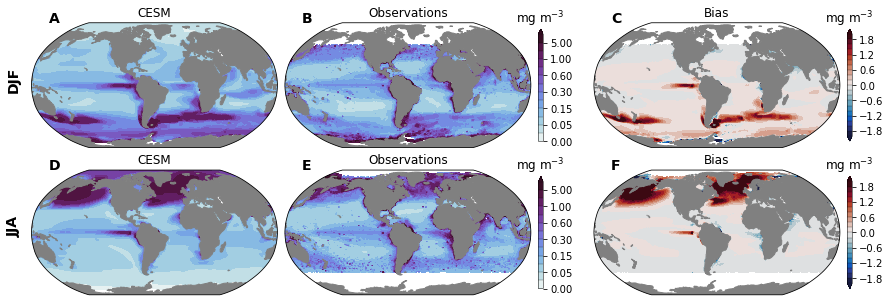 A CESM
B Observations
mg m⁻³
C Bias
mg m⁻³
DJF
5.00
1.00
0.60
0.30
0.15
0.05
0.00
1.8
1.2
0.6
0.0
−0.6
−1.2
−1.8
D CESM
E Observations
mg m⁻³
F Bias
mg m⁻³
JJA
5.00
1.00
0.60
0.30
0.15
0.05
0.00
1.8
1.2
0.6
0.0
−0.6
−1.2
−1.8